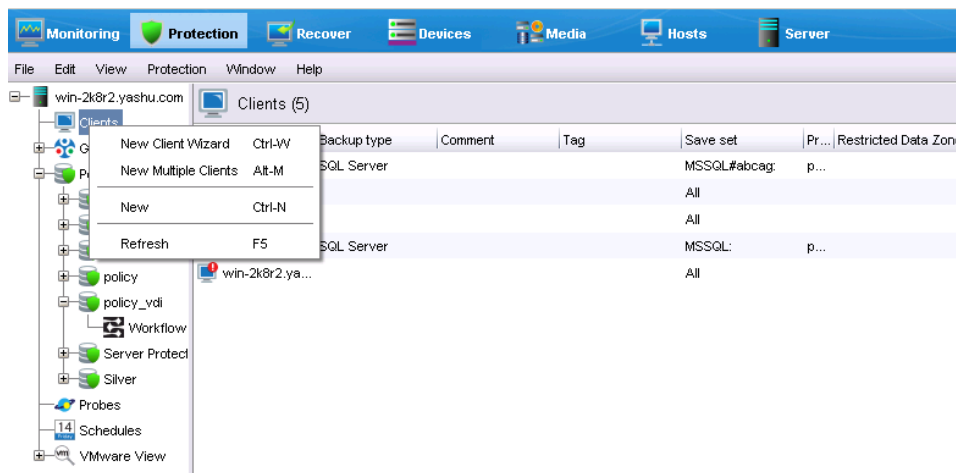 Monitoring Protection Recover Devices Media Hosts Server
File Edit View Protection Window Help
win-2k8r2.yashu.com
Clients
G
P
policy
policy_vdi
Workflow
Server Protect
Silver
Probes
14
Schedules
vm VMware View
New Client Wizard Ctrl-W
New Multiple Clients Alt-M
New Ctrl-N
Refresh F5
Clients (5)
Backup type Comment Tag Save set Pr... Restricted Data Zon
SQL Server MSSQL#abcag: p...
All
All
SQL Server MSSQL: p...
win-2k8r2.ya... All